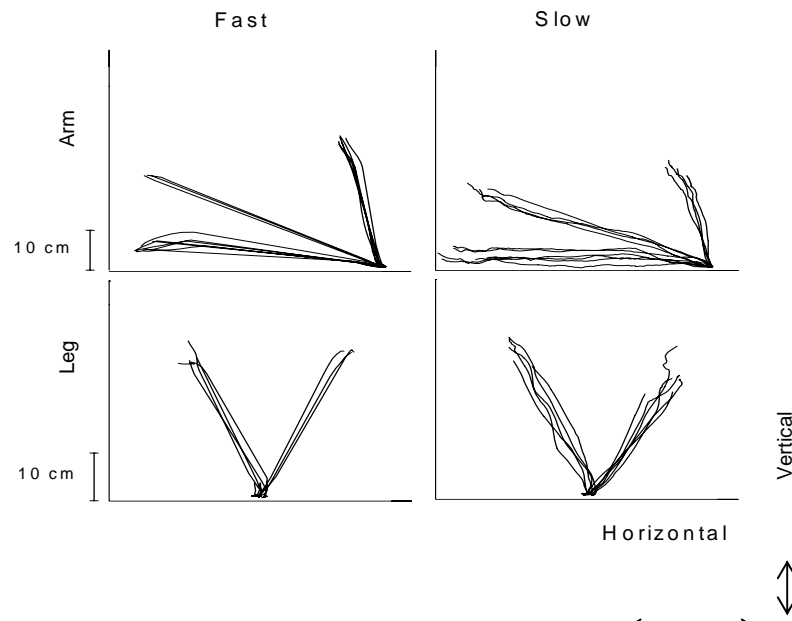 Fast
Slow
Arm
10 cm
Leg
10 cm
Vertical
Horizontal